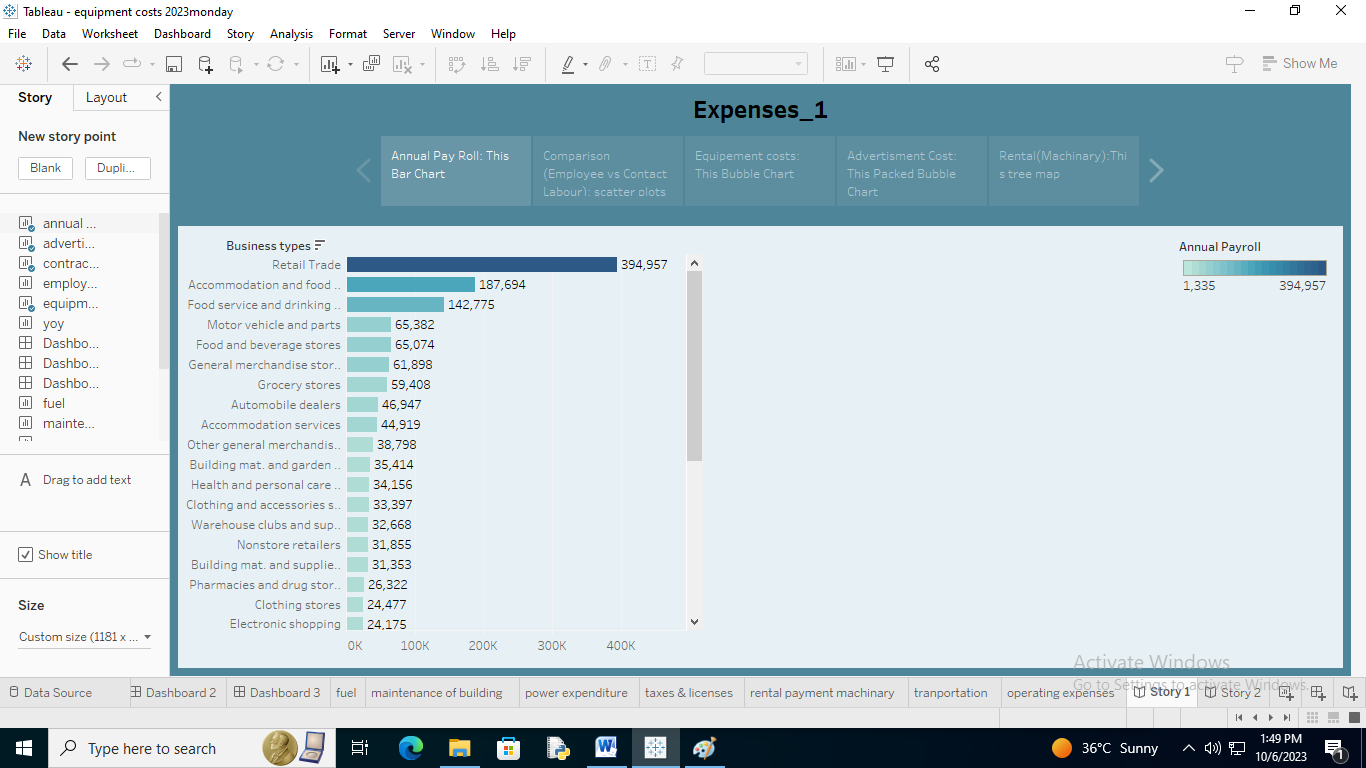 Tableau - equipment costs 2023monday
File Data Worksheet Dashboard Story Analysis Format Server Window Help
Show Me
Story Layout
New story point
Blank Dupli...
annual ...
adverti...
contrac...
employ...
equipm...
yoy
Dashbo...
Dashbo...
Dashbo...
fuel
mainte...
A Drag to add text
Show title
Size
Custom size (1181 x ...
Expenses_1
Annual Pay Roll: This
Bar Chart
Comparison
(Employee vs Contact
Labour): scatter plots
Equipement costs:
This Bubble Chart
Advertisment Cost:
This Packed Bubble
Chart
Rental(Machinary):Thi
s tree map
Business types
Retail Trade 394,957
Accommodation and food .. 187,694
Food service and drinking .. 142,775
Motor vehicle and parts 65,382
Food and beverage stores 65,074
General merchandise stor.. 61,898
Grocery stores 59,408
Automobile dealers 46,947
Accommodation services 44,919
Other general merchandis.. 38,798
Building mat. and garden .. 35,414
Health and personal care .. 34,156
Clothing and accessories s.. 33,397
Warehouse clubs and sup.. 32,668
Nonstore retailers 31,855
Building mat. and supplie.. 31,353
Pharmacies and drug stor.. 26,322
Clothing stores 24,477
Electronic shopping 24,175
0K 100K 200K 300K 400K
Annual Payroll
1,335 394,957
Activate Windows
Go to Settings to activate Windows.
Data Source Dashboard 2 Dashboard 3 fuel maintenance of building power expenditure taxes & licenses rental payment machinary tranportation operating expenses Story 1 Story 2
Type here to search
36°C Sunny
1:49 PM
10/6/2023
1